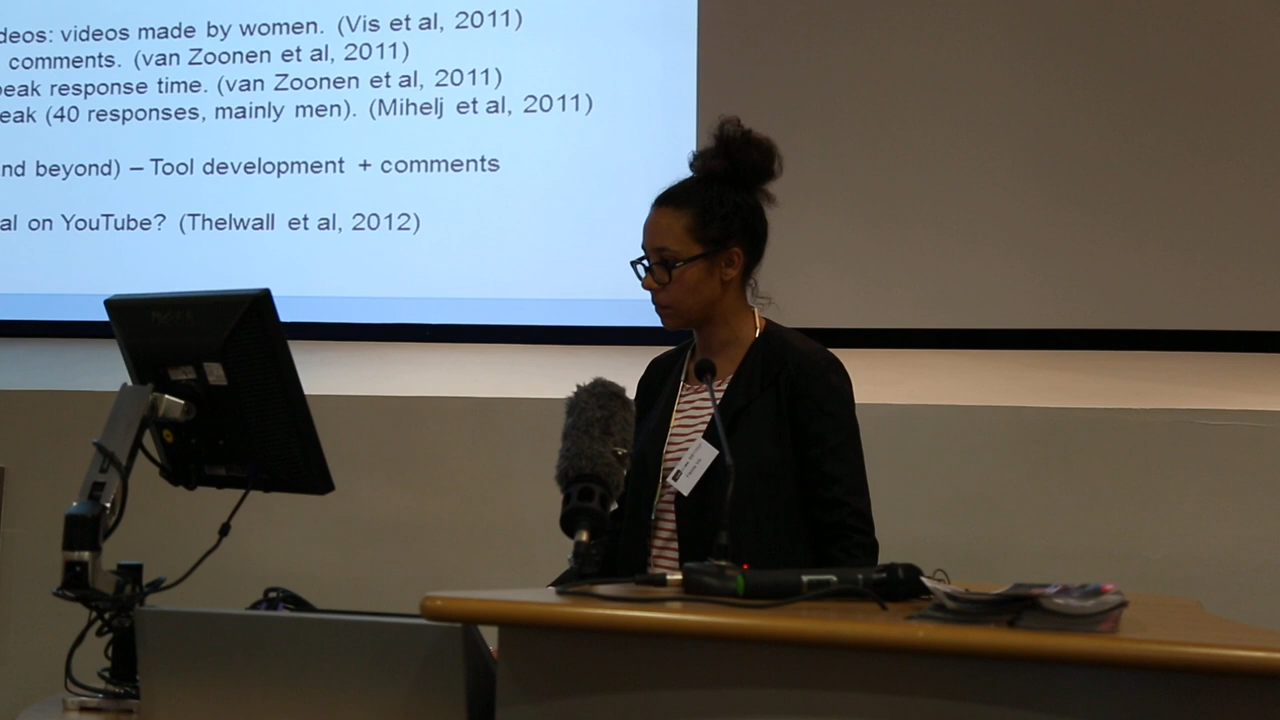 deos: videos made by women. (Vis et al, 2011)
comments. (van Zoonen et al, 2011)
eak response time. (van Zoonen et al, 2011)
eak (40 responses, mainly men). (Mihelj et al, 2011)
nd beyond) – Tool development + comments
al on YouTube? (Thelwall et al, 2012)